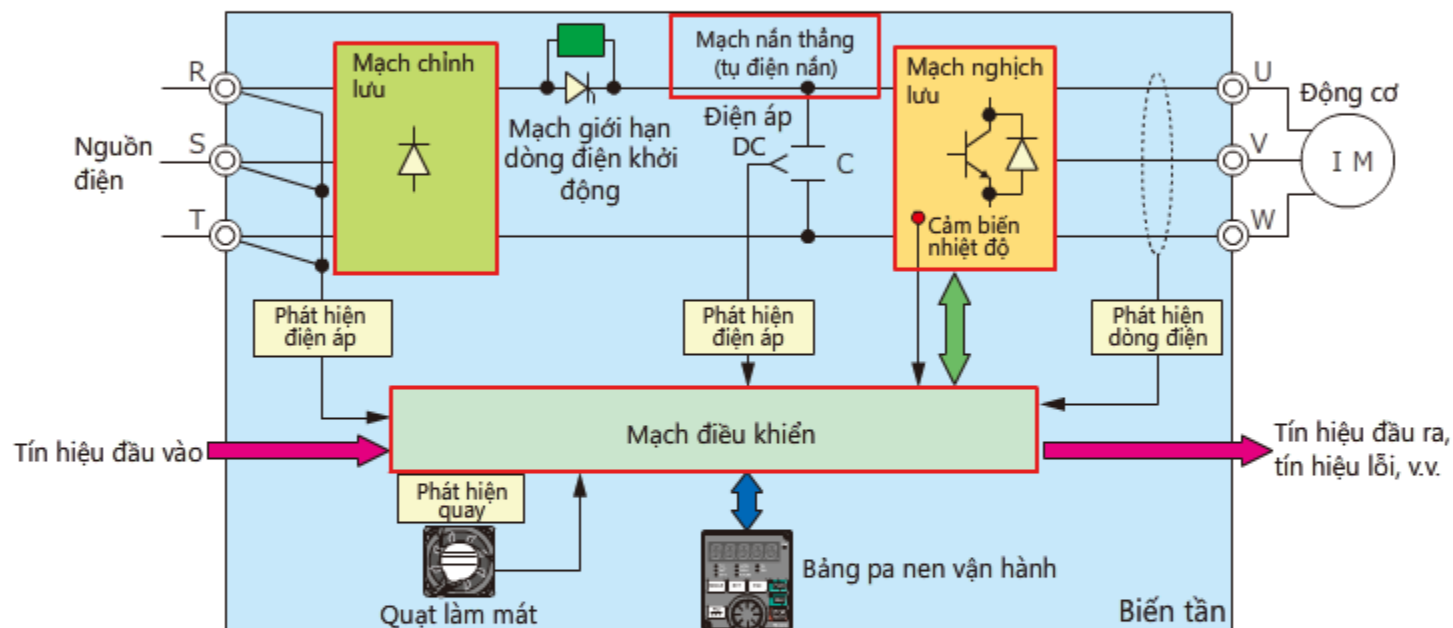 Mạch nắn thẳng
(tụ điện nắn)
Mạch chỉnh
lưu
Mạch nghịch
lưu
R
U
Động cơ
Mạch giới hạn
dòng điện khởi
động
Điện áp
DC
C
Nguồn
điện
S
V
I M
T
W
Cảm biến
nhiệt độ
Phát hiện
điện áp
Phát hiện
điện áp
Phát hiện
dòng điện
Mạch điều khiển
Tín hiệu đầu vào
Tín hiệu đầu ra,
tín hiệu lỗi, v.v.
Phát hiện
quay
Quạt làm mát
Bảng pa nen vận hành
Biến tần